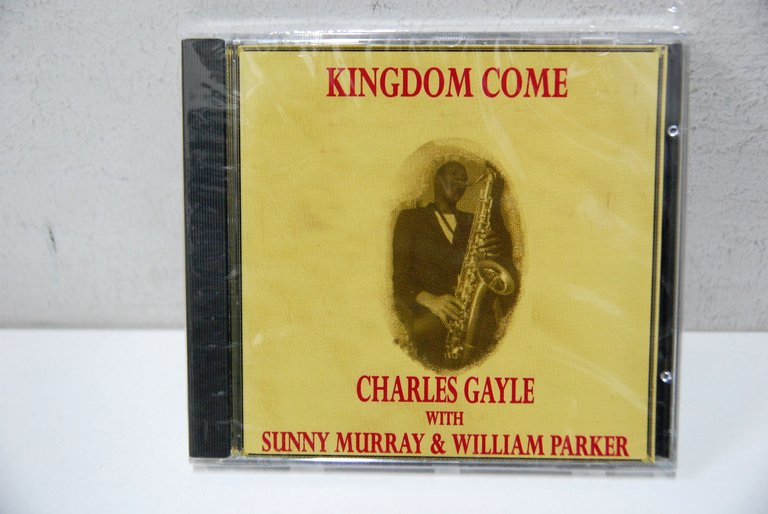 KINGDOM COME
CHARLES GAYLE
WITH
SUNNY MURRAY & WILLIAM PARKER